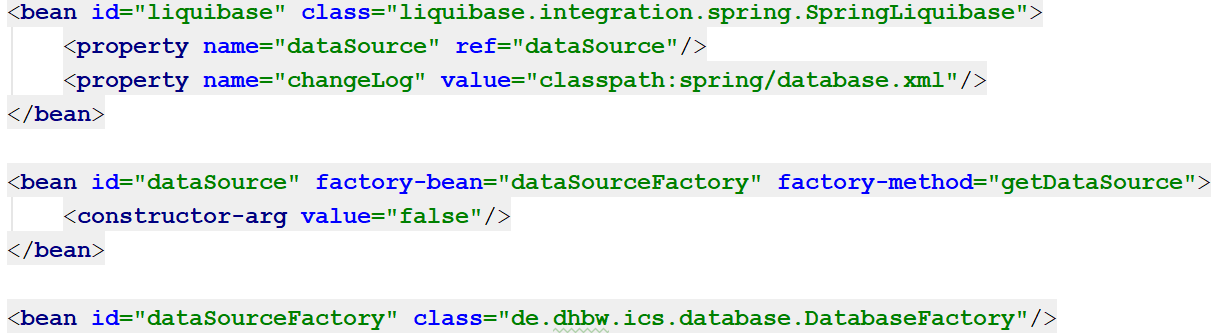 <bean id="liquibase" class="liquibase.integration.spring.SpringLiquibase">
    <property name="dataSource" ref="dataSource"/>
    <property name="changeLog" value="classpath:spring/database.xml"/>
</bean>

<bean id="dataSource" factory-bean="dataSourceFactory" factory-method="getDataSource">
    <constructor-arg value="false"/>
</bean>

<bean id="dataSourceFactory" class="de.dhbw.ics.database.DatabaseFactory"/>